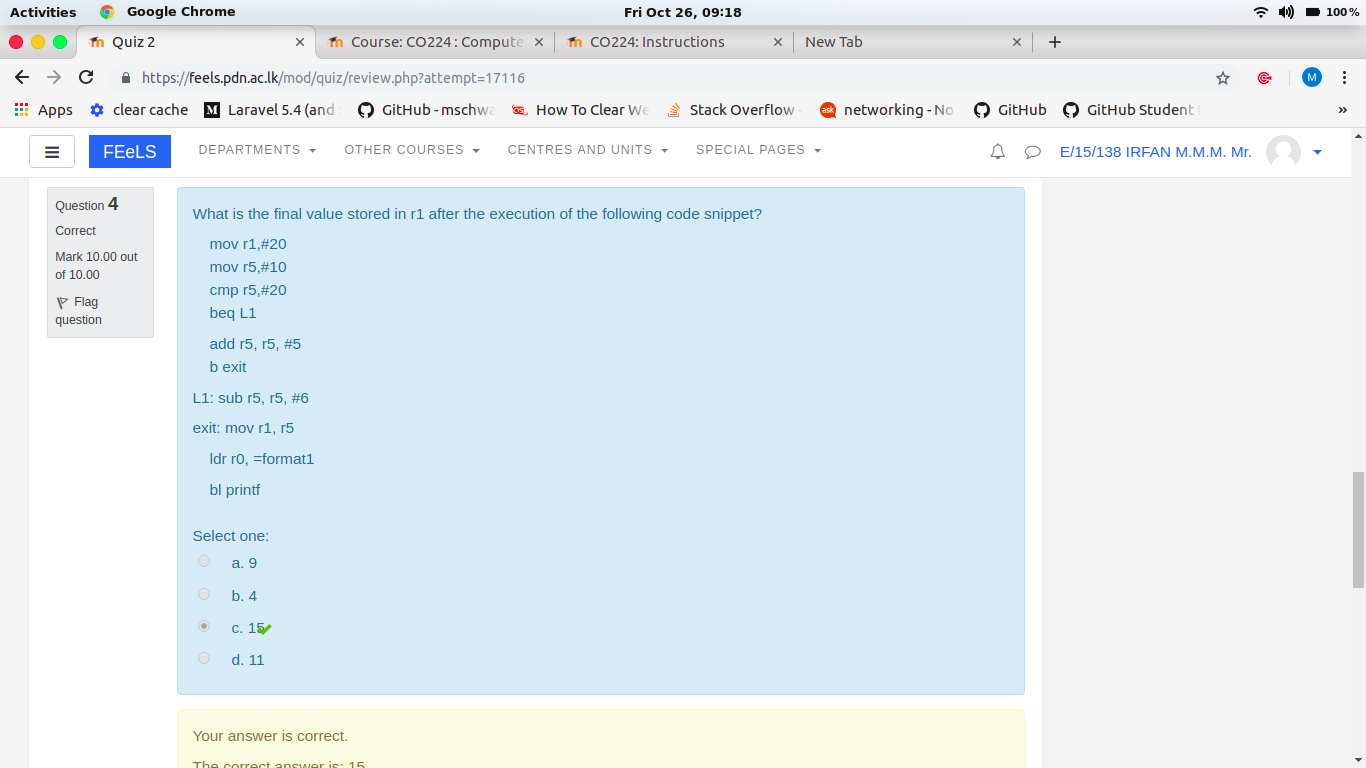 Activities Google Chrome Fri Oct 26, 09:18 100 %
Quiz 2 Course: CO224 : Compute CO224: Instructions New Tab
https://feels.pdn.ac.lk/mod/quiz/review.php?attempt=17116 M
Apps clear cache M Laravel 5.4 (and GitHub - mschwa How To Clear We Stack Overflow - ask networking - No GitHub GitHub Student »
FEeLS DEPARTMENTS OTHER COURSES CENTRES AND UNITS SPECIAL PAGES E/15/138 IRFAN M.M.M. Mr.
Question 4
Correct
Mark 10.00 out
of 10.00
Flag
question
What is the final value stored in r1 after the execution of the following code snippet?
mov r1,#20
mov r5,#10
cmp r5,#20
beq L1
add r5, r5, #5
b exit
L1: sub r5, r5, #6
exit: mov r1, r5
ldr r0, =format1
bl printf
Select one:
a. 9
b. 4
c. 15
d. 11
Your answer is correct.
The correct answer is: 15